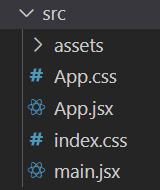 src
assets
# App.css
App.jsx
# index.css
main.jsx